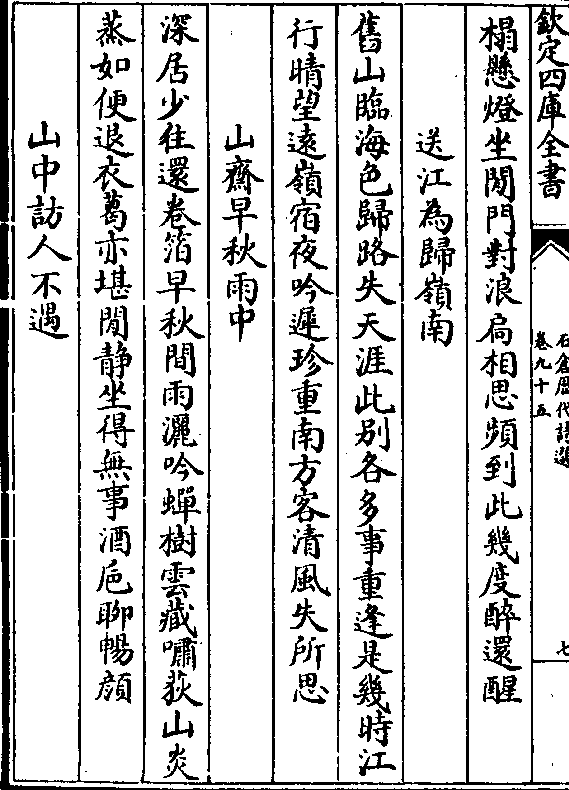 欽定四庫全書
石倉歷代詩選
卷九十五
七
榻懸燈坐閒門對浪扃相思頻到此幾度醉還醒
送江為歸嶺南
舊山臨海色歸路失天涯此別各多事重逢是幾時江
行晴望遠嶺宿夜吟遲珍重南方客清風失所思
山齋早秋雨中
深居少往還卷箔早秋間雨灑吟蟬樹雲藏嘯荻山炎
蒸如便退衣葛亦堪閒靜坐得無事酒巵聊暢顔
山中訪人不遇